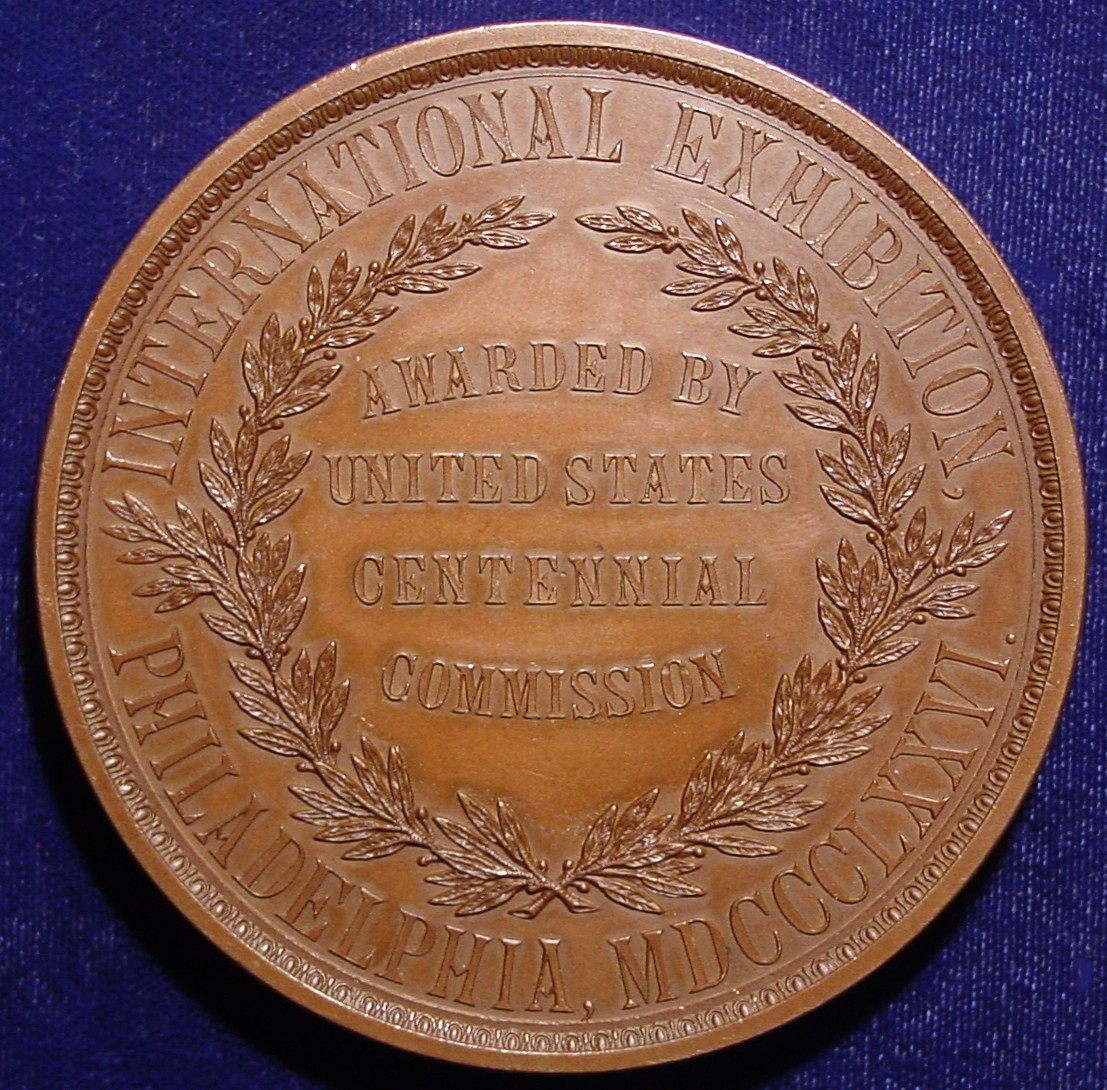 INTERNATIONAL EXHIBITION,
AWARDED BY
UNITED STATES
CENTENNIAL
COMMISSION
PHILADELPHIA, MDCCCLXXVI.